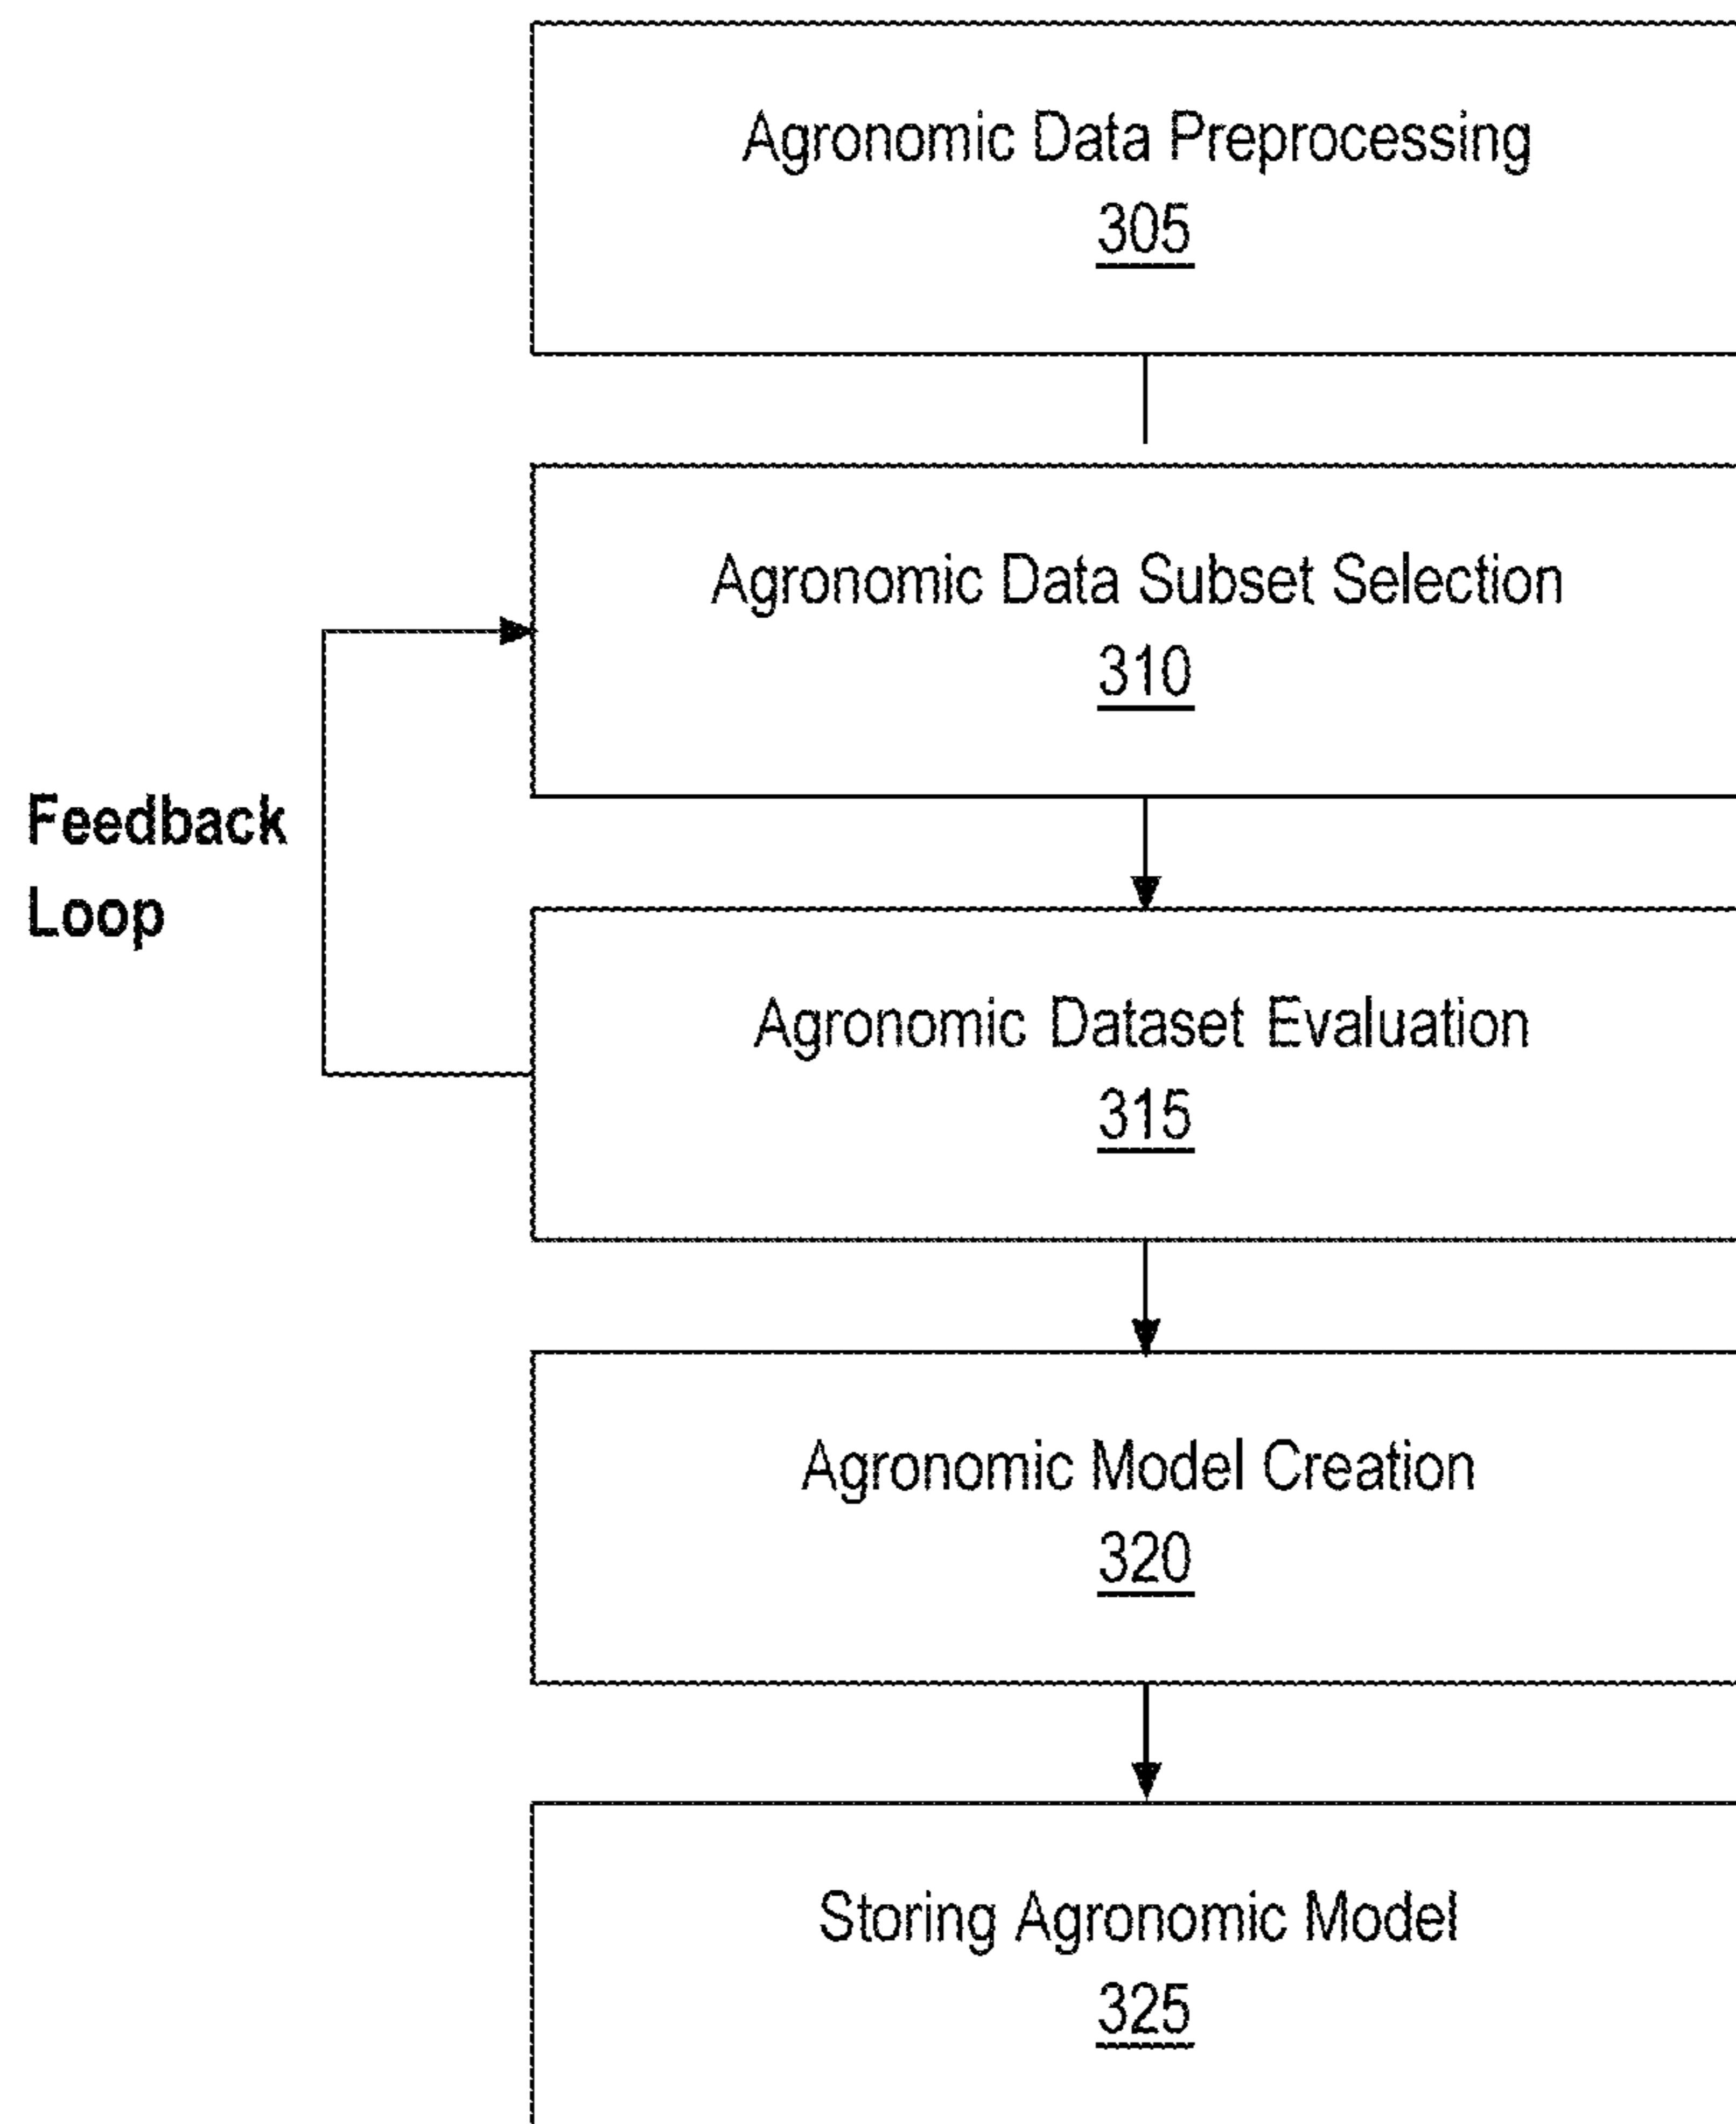 Agronomic Data Preprocessing
305
Agronomic Data Subset Selection
310
Feedback
Loop
Agronomic Dataset Evaluation
315
Agronomic Model Creation
320
Storing Agronomic Model
325